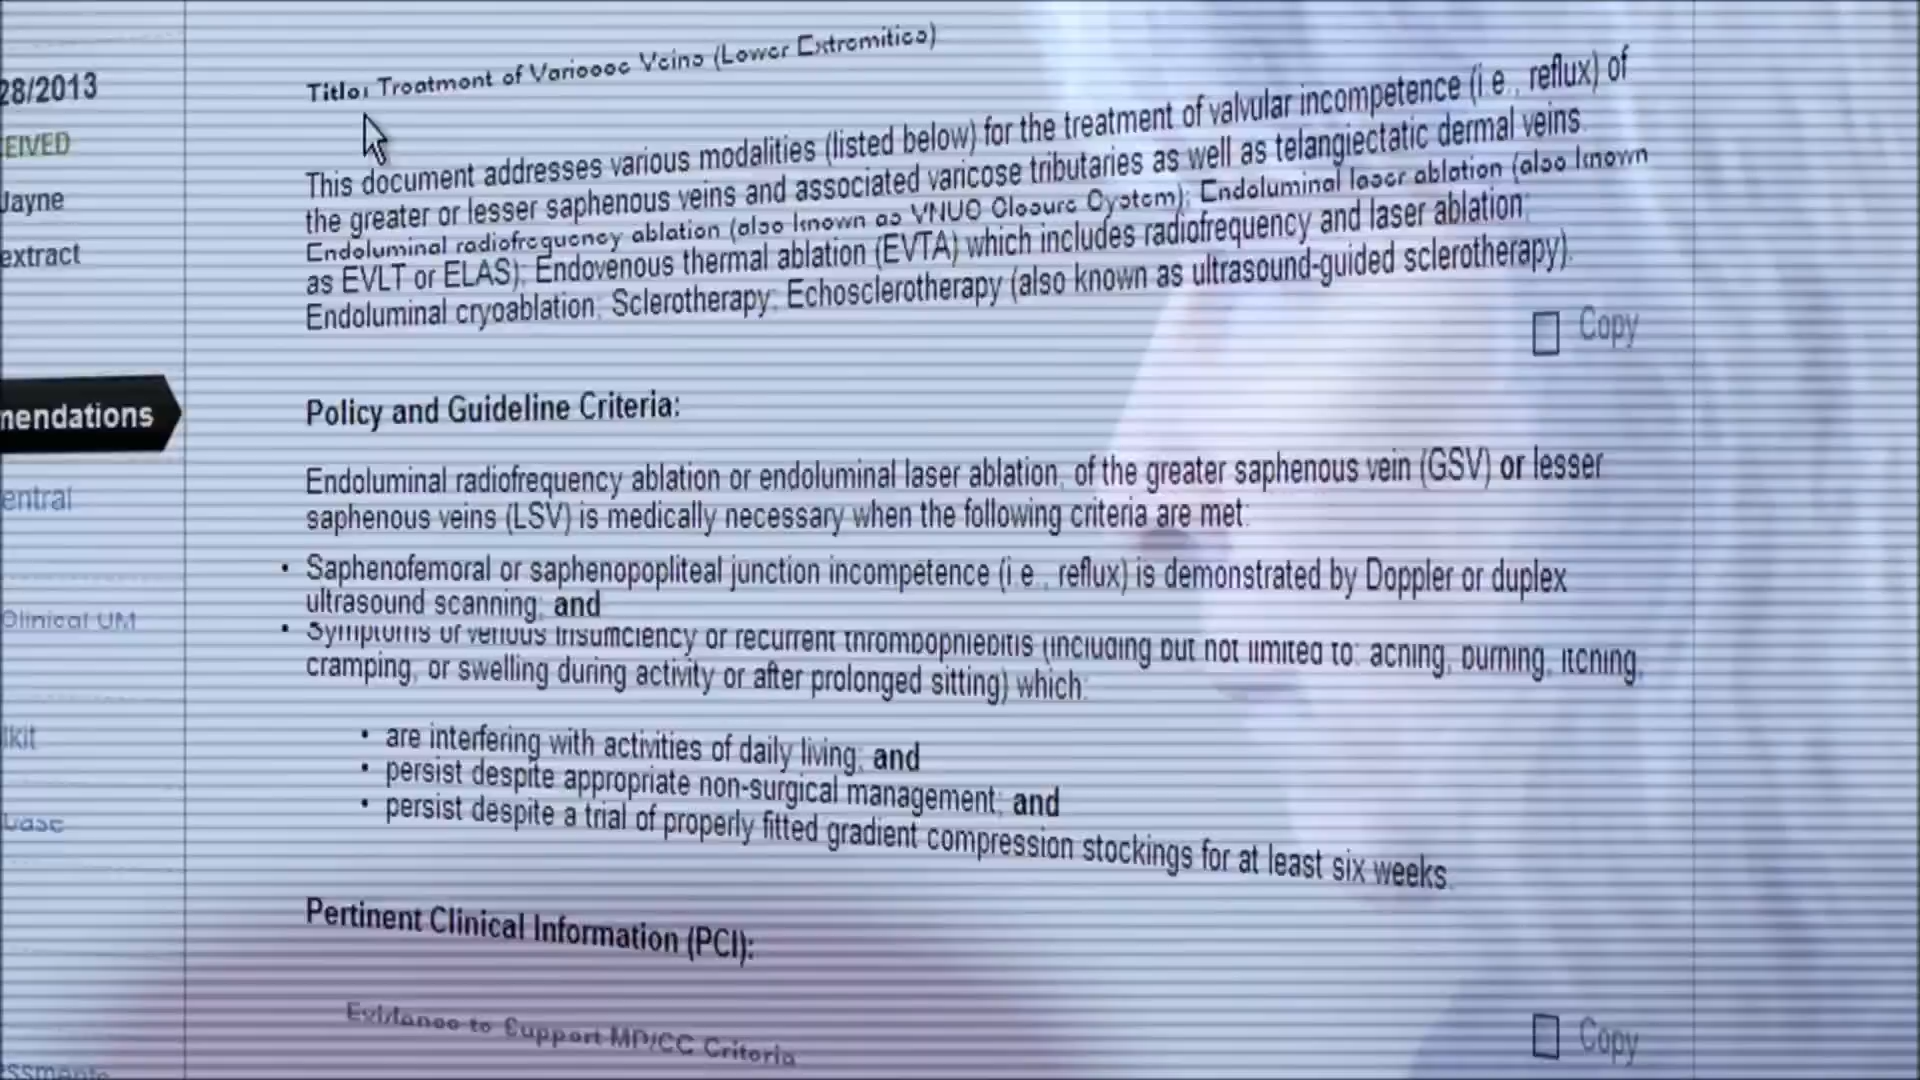 28/2013
EIVED
Jayne
extract
mendations
entral
Clinical UM
lkit
base
essments
Title: Treatment of Varicose Veins (Lower Extremities)
This document addresses various modalities (listed below) for the treatment of valvular incompetence (i.e., reflux) of
the greater or lesser saphenous veins and associated varicose tributaries as well as telangiectatic dermal veins.
Endoluminal radiofrequency ablation (also known as VNUS Closure System); Endoluminal laser ablation (also known
as EVLT or ELAS); Endovenous thermal ablation (EVTA) which includes radiofrequency and laser ablation;
Endoluminal cryoablation; Sclerotherapy; Echosclerotherapy (also known as ultrasound-guided sclerotherapy).
Copy
Policy and Guideline Criteria:
Endoluminal radiofrequency ablation or endoluminal laser ablation, of the greater saphenous vein (GSV) or lesser
saphenous veins (LSV) is medically necessary when the following criteria are met:
• Saphenofemoral or saphenopopliteal junction incompetence (i.e., reflux) is demonstrated by Doppler or duplex
ultrasound scanning; and
• Symptoms of venous insufficiency or recurrent thrombophlebitis (including but not limited to: aching, burning, itching,
cramping, or swelling during activity or after prolonged sitting) which:
• are interfering with activities of daily living; and
• persist despite appropriate non-surgical management; and
• persist despite a trial of properly fitted gradient compression stockings for at least six weeks.
Pertinent Clinical Information (PCI):
Evidence to Support MP/CC Criteria
Copy